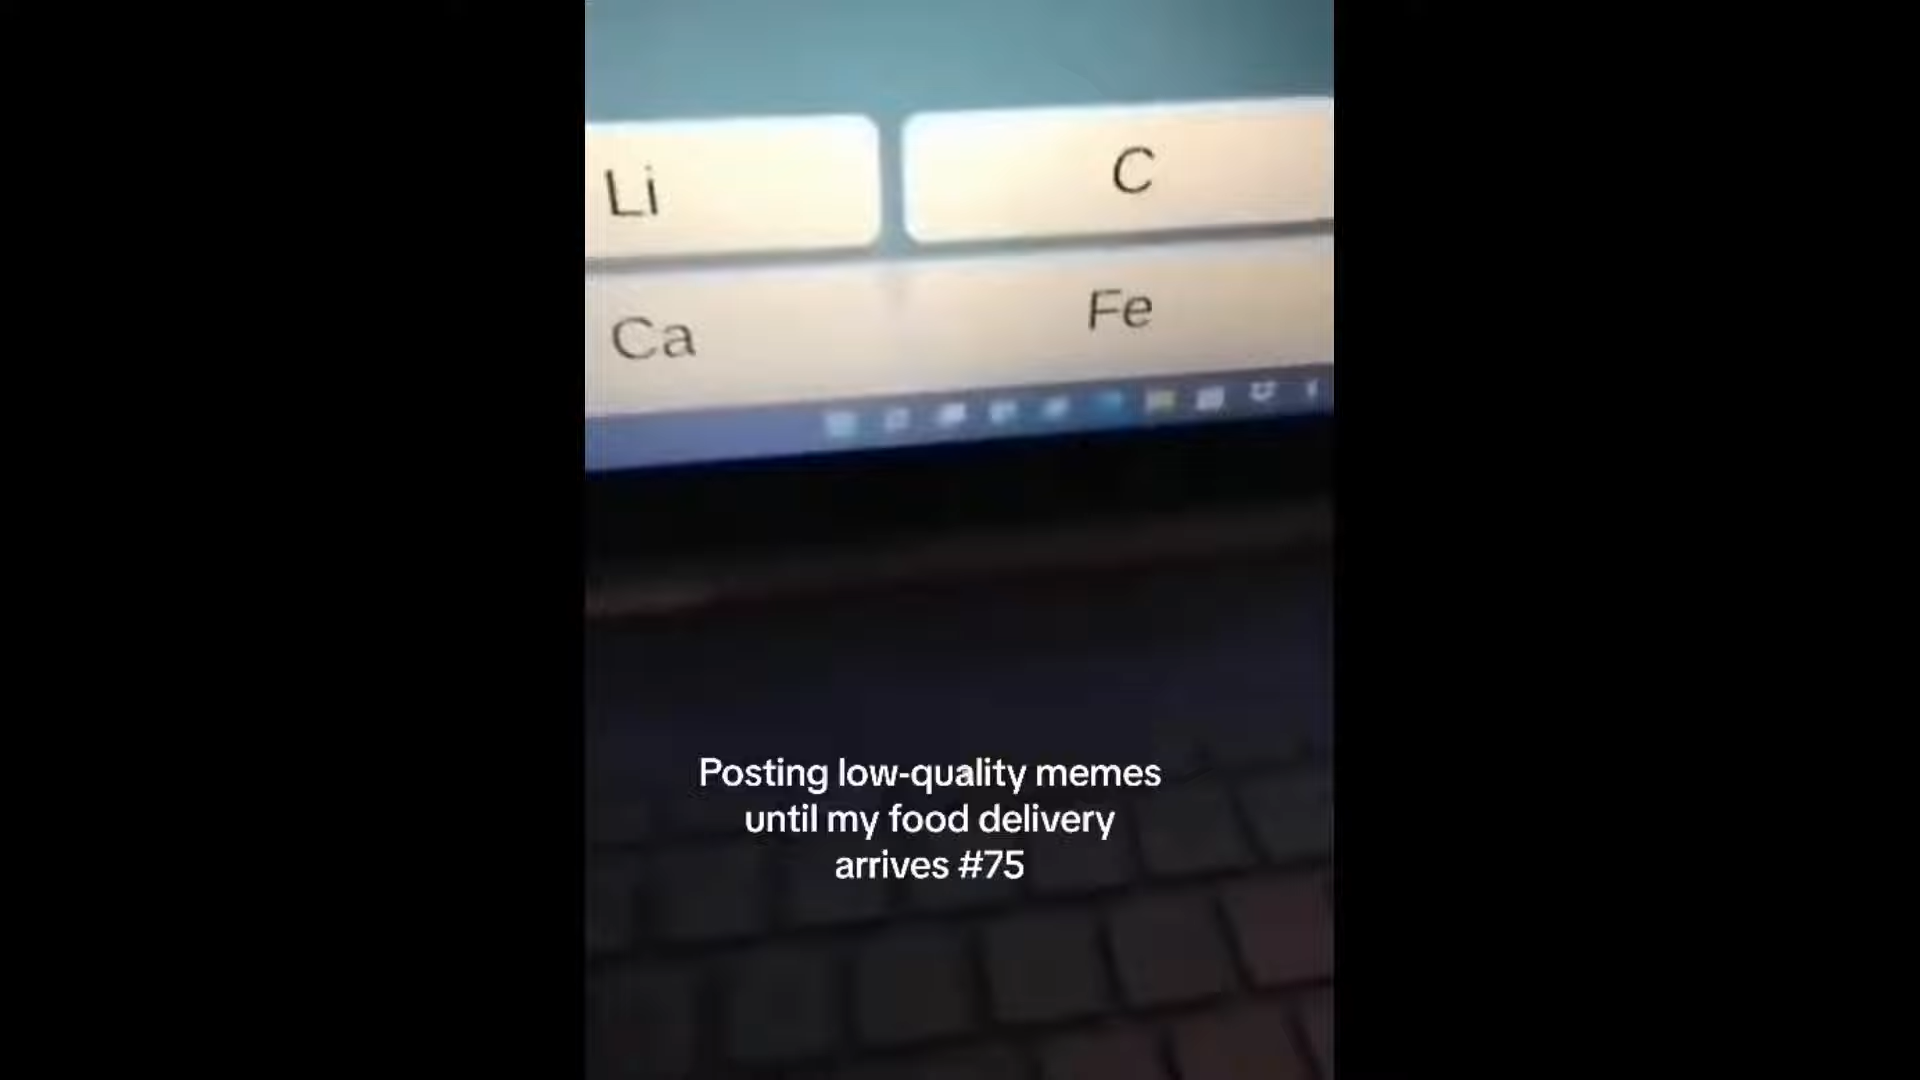 Li
C
Ca
Fe
Posting low-quality memes
until my food delivery
arrives #75